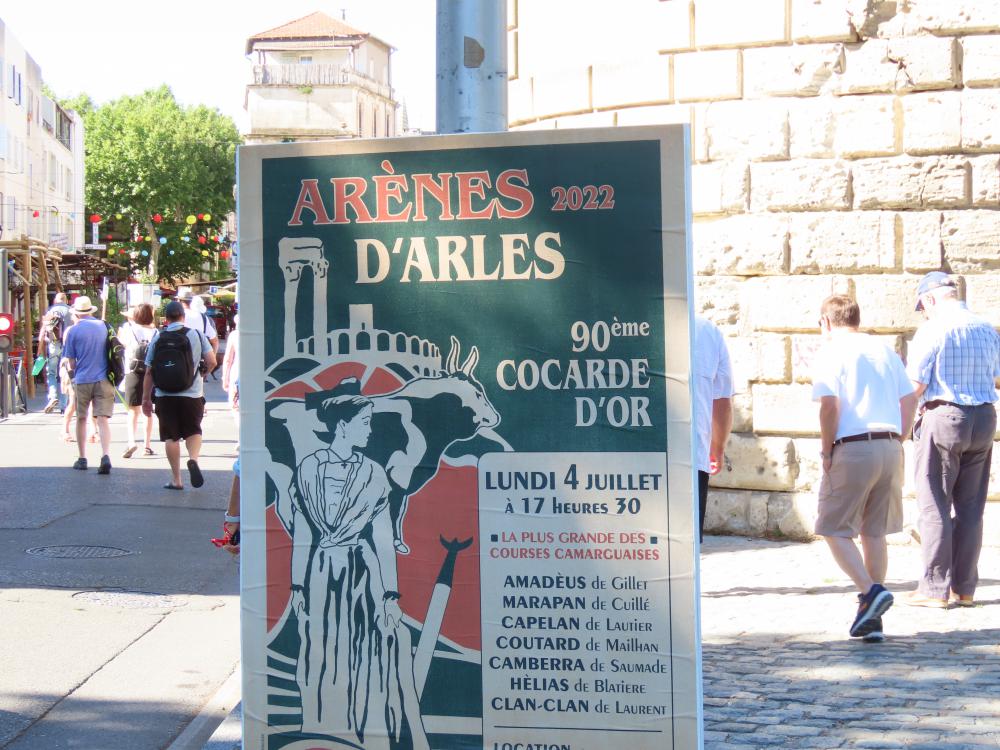 ARÈNES 2022
D'ARLES
90ème
COCARDE
D'OR
LUNDI 4 JUILLET
à 17 HEURES 30
▪ LA PLUS GRANDE DES ▪
COURSES CAMARGUAISES
AMADÈUS de Gillet
MARAPAN de Cuillé
CAPELAN de Lautier
COUTARD de Mailhan
CAMBERRA de Saumade
HÈLIAS de Blatiere
CLAN-CLAN de Laurent
LOCATION